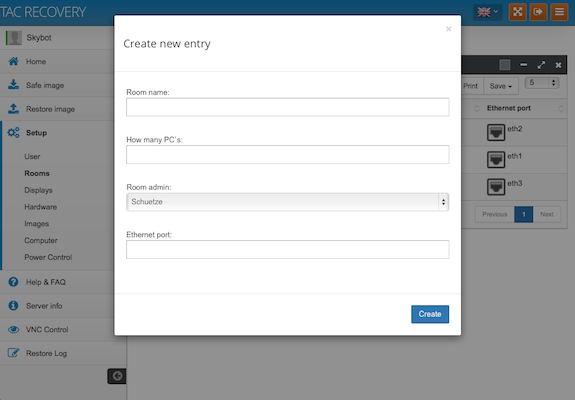 TAC RECOVERY
Skybot
Home
Safe image
Restore image
Setup
User
Rooms
Displays
Hardware
Images
Computer
Power Control
Help & FAQ
Server info
VNC Control
Restore Log
Create new entry
×
Room name:
How many PC`s:
Room admin:
Schuetze
Ethernet port:
Create
Print
Save
5
Ethernet port
eth2
eth1
eth3
Previous
1
Next